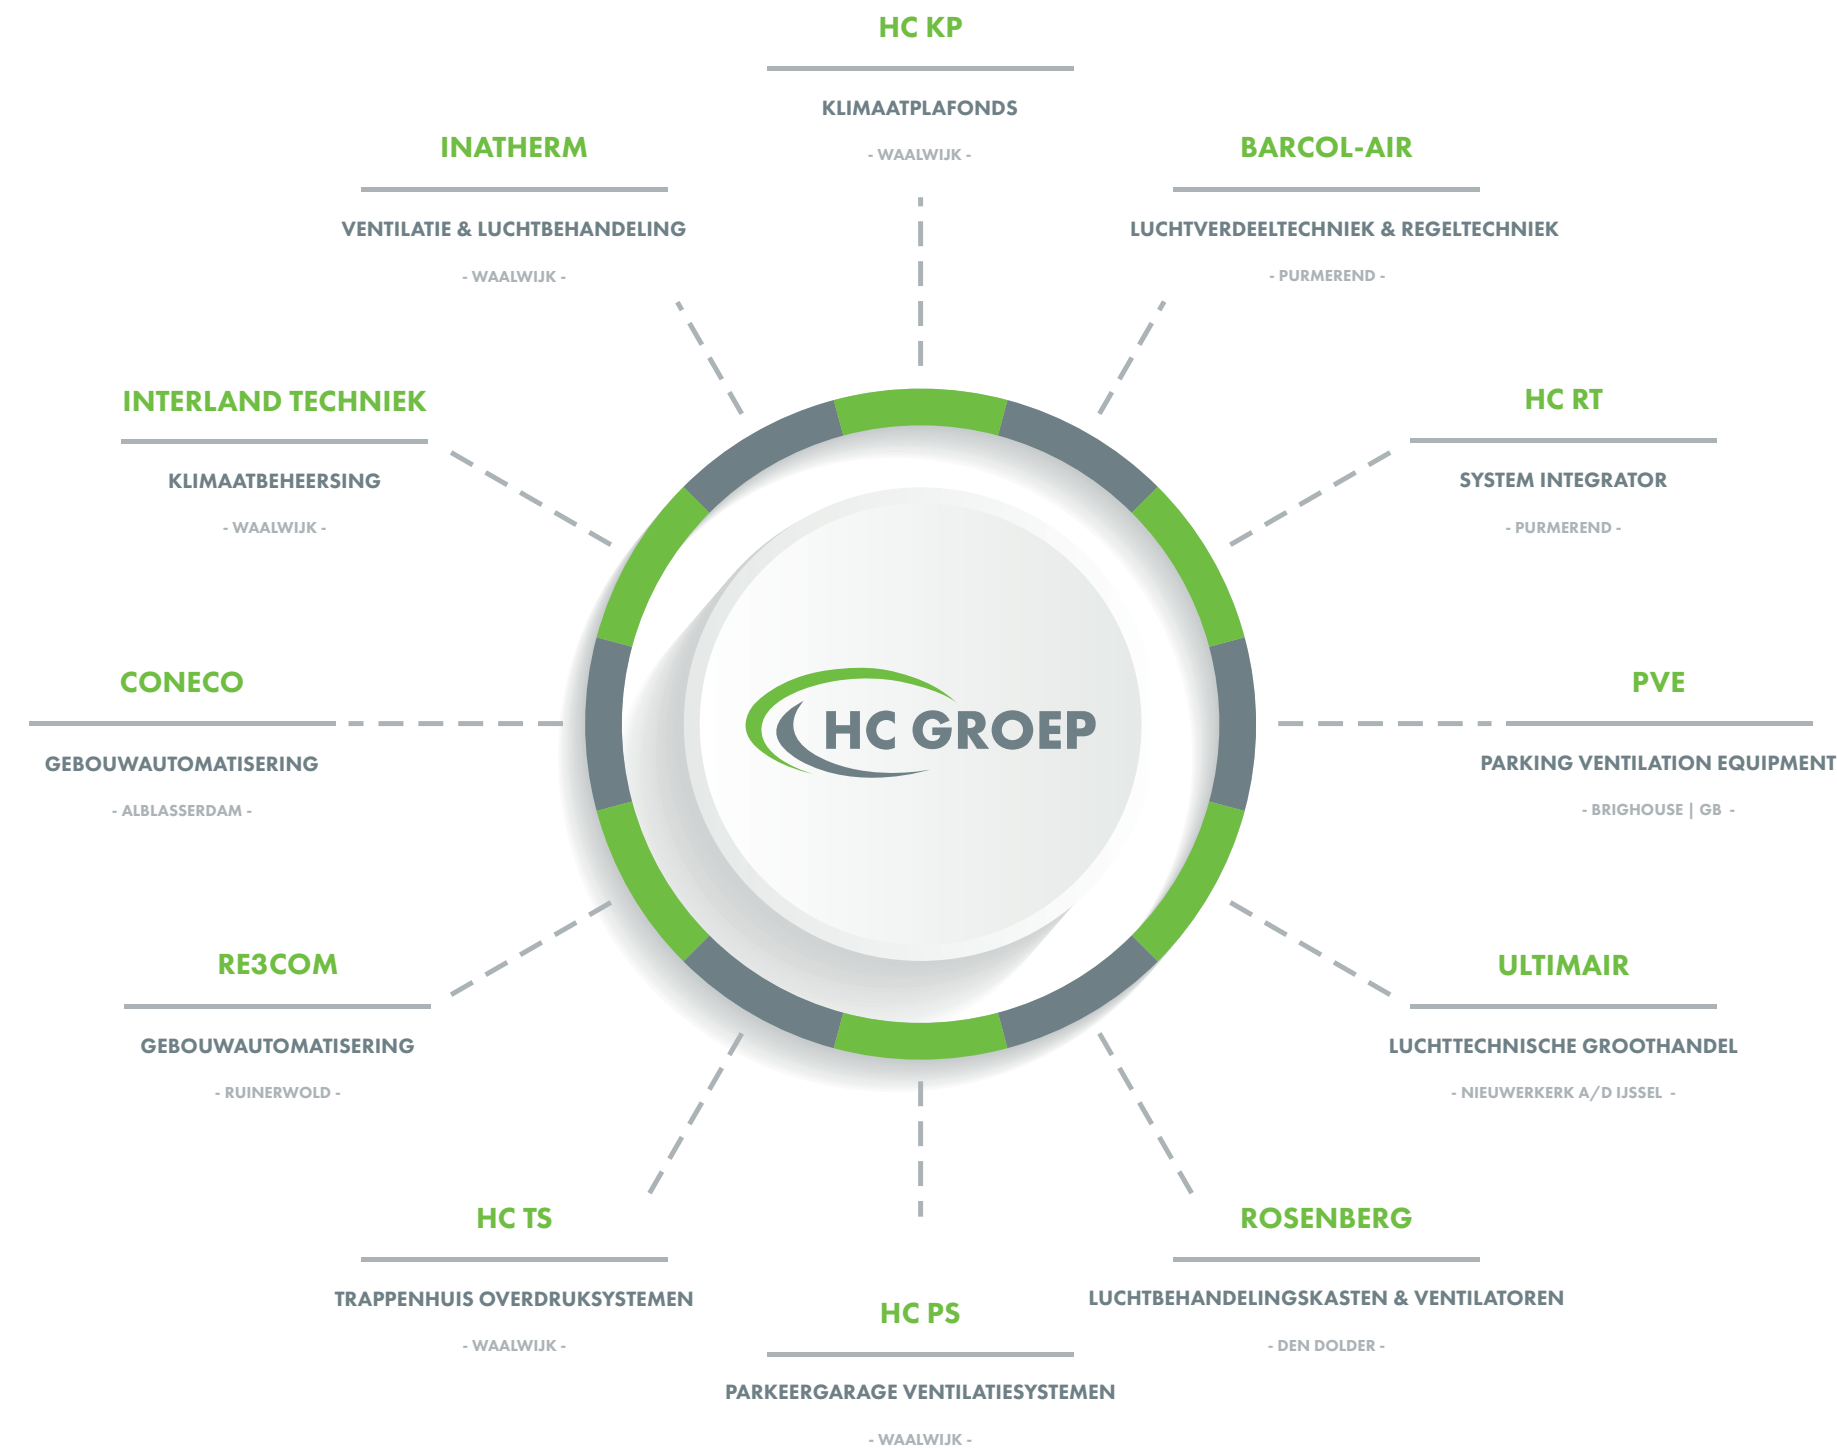 HC KP
KLIMAATPLAFONDS
- WAALWIJK -
BARCOL-AIR
LUCHTVERDEELTECHNIEK & REGELTECHNIEK
- PURMEREND -
HC RT
SYSTEM INTEGRATOR
- PURMEREND -
PVE
PARKING VENTILATION EQUIPMENT
- BRIGHOUSE | GB -
ULTIMAIR
LUCHTTECHNISCHE GROOTHANDEL
- NIEUWERKERK A/D IJSSEL -
ROSENBERG
LUCHTBEHANDELINGSKASTEN & VENTILATOREN
- DEN DOLDER -
HC PS
PARKEERGARAGE VENTILATIESYSTEMEN
- WAALWIJK -
HC TS
TRAPPENHUIS OVERDRUKSYSTEMEN
- WAALWIJK -
RE3COM
GEBOUWAUTOMATISERING
- RUINERWOLD -
CONECO
GEBOUWAUTOMATISERING
- ALBLASSERDAM -
INTERLAND TECHNIEK
KLIMAATBEHEERSING
- WAALWIJK -
INATHERM
VENTILATIE & LUCHTBEHANDELING
- WAALWIJK -
HC GROEP